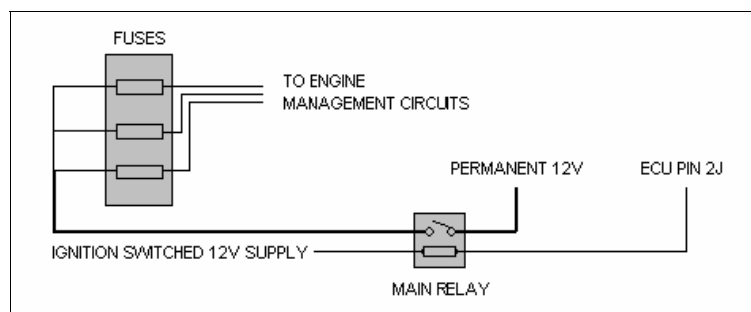 FUSES
TO ENGINE
MANAGEMENT CIRCUITS
PERMANENT 12V
ECU PIN 2J
IGNITION SWITCHED 12V SUPPLY
MAIN RELAY